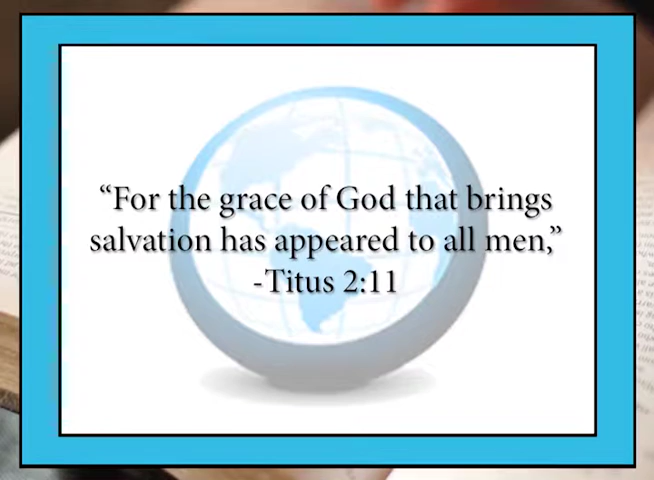 “For the grace of God that brings
salvation has appeared to all men,”
-Titus 2:11